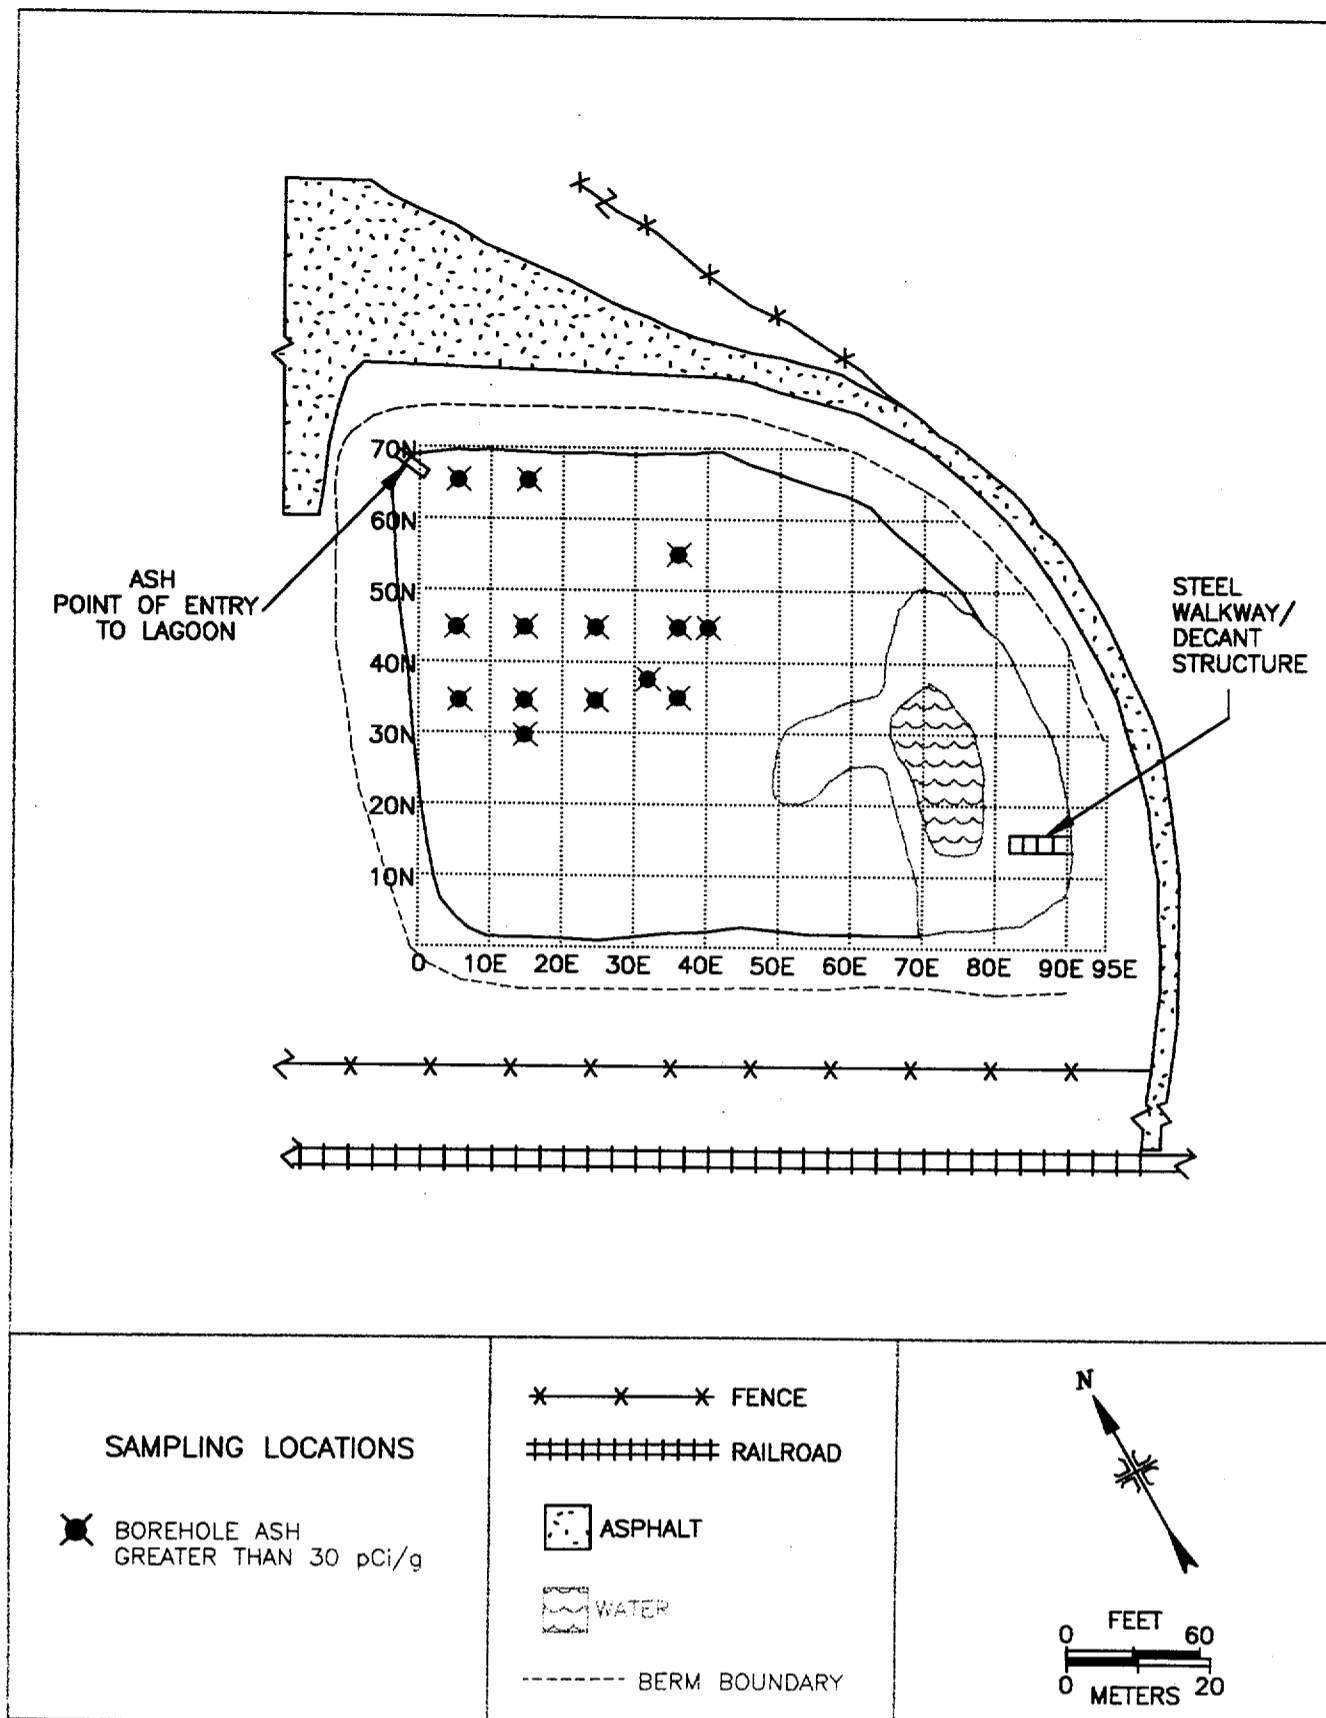 70N
60N
50N
40N
30N
20N
10N
0 10E 20E 30E 40E 50E 60E 70E 80E 90E 95E
ASH
POINT OF ENTRY
TO LAGOON
STEEL
WALKWAY/
DECANT
STRUCTURE
SAMPLING LOCATIONS
BOREHOLE ASH
GREATER THAN 30 pCi/g
FENCE
RAILROAD
ASPHALT
WATER
BERM BOUNDARY
N
FEET
0 60
0 20
METERS